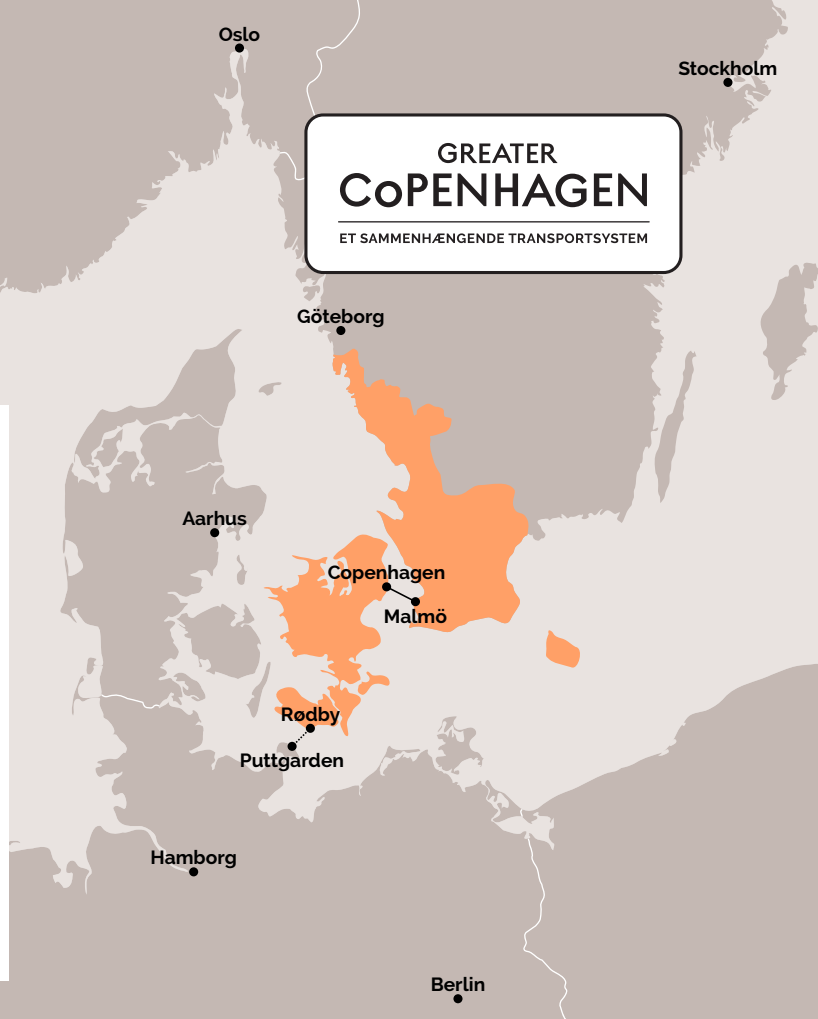 Oslo
Stockholm
GREATER
CoPENHAGEN
ET SAMMENHÆNGENDE TRANSPORTSYSTEM
Göteborg
Aarhus
Copenhagen
Malmö
Rødby
Puttgarden
Hamborg
Berlin